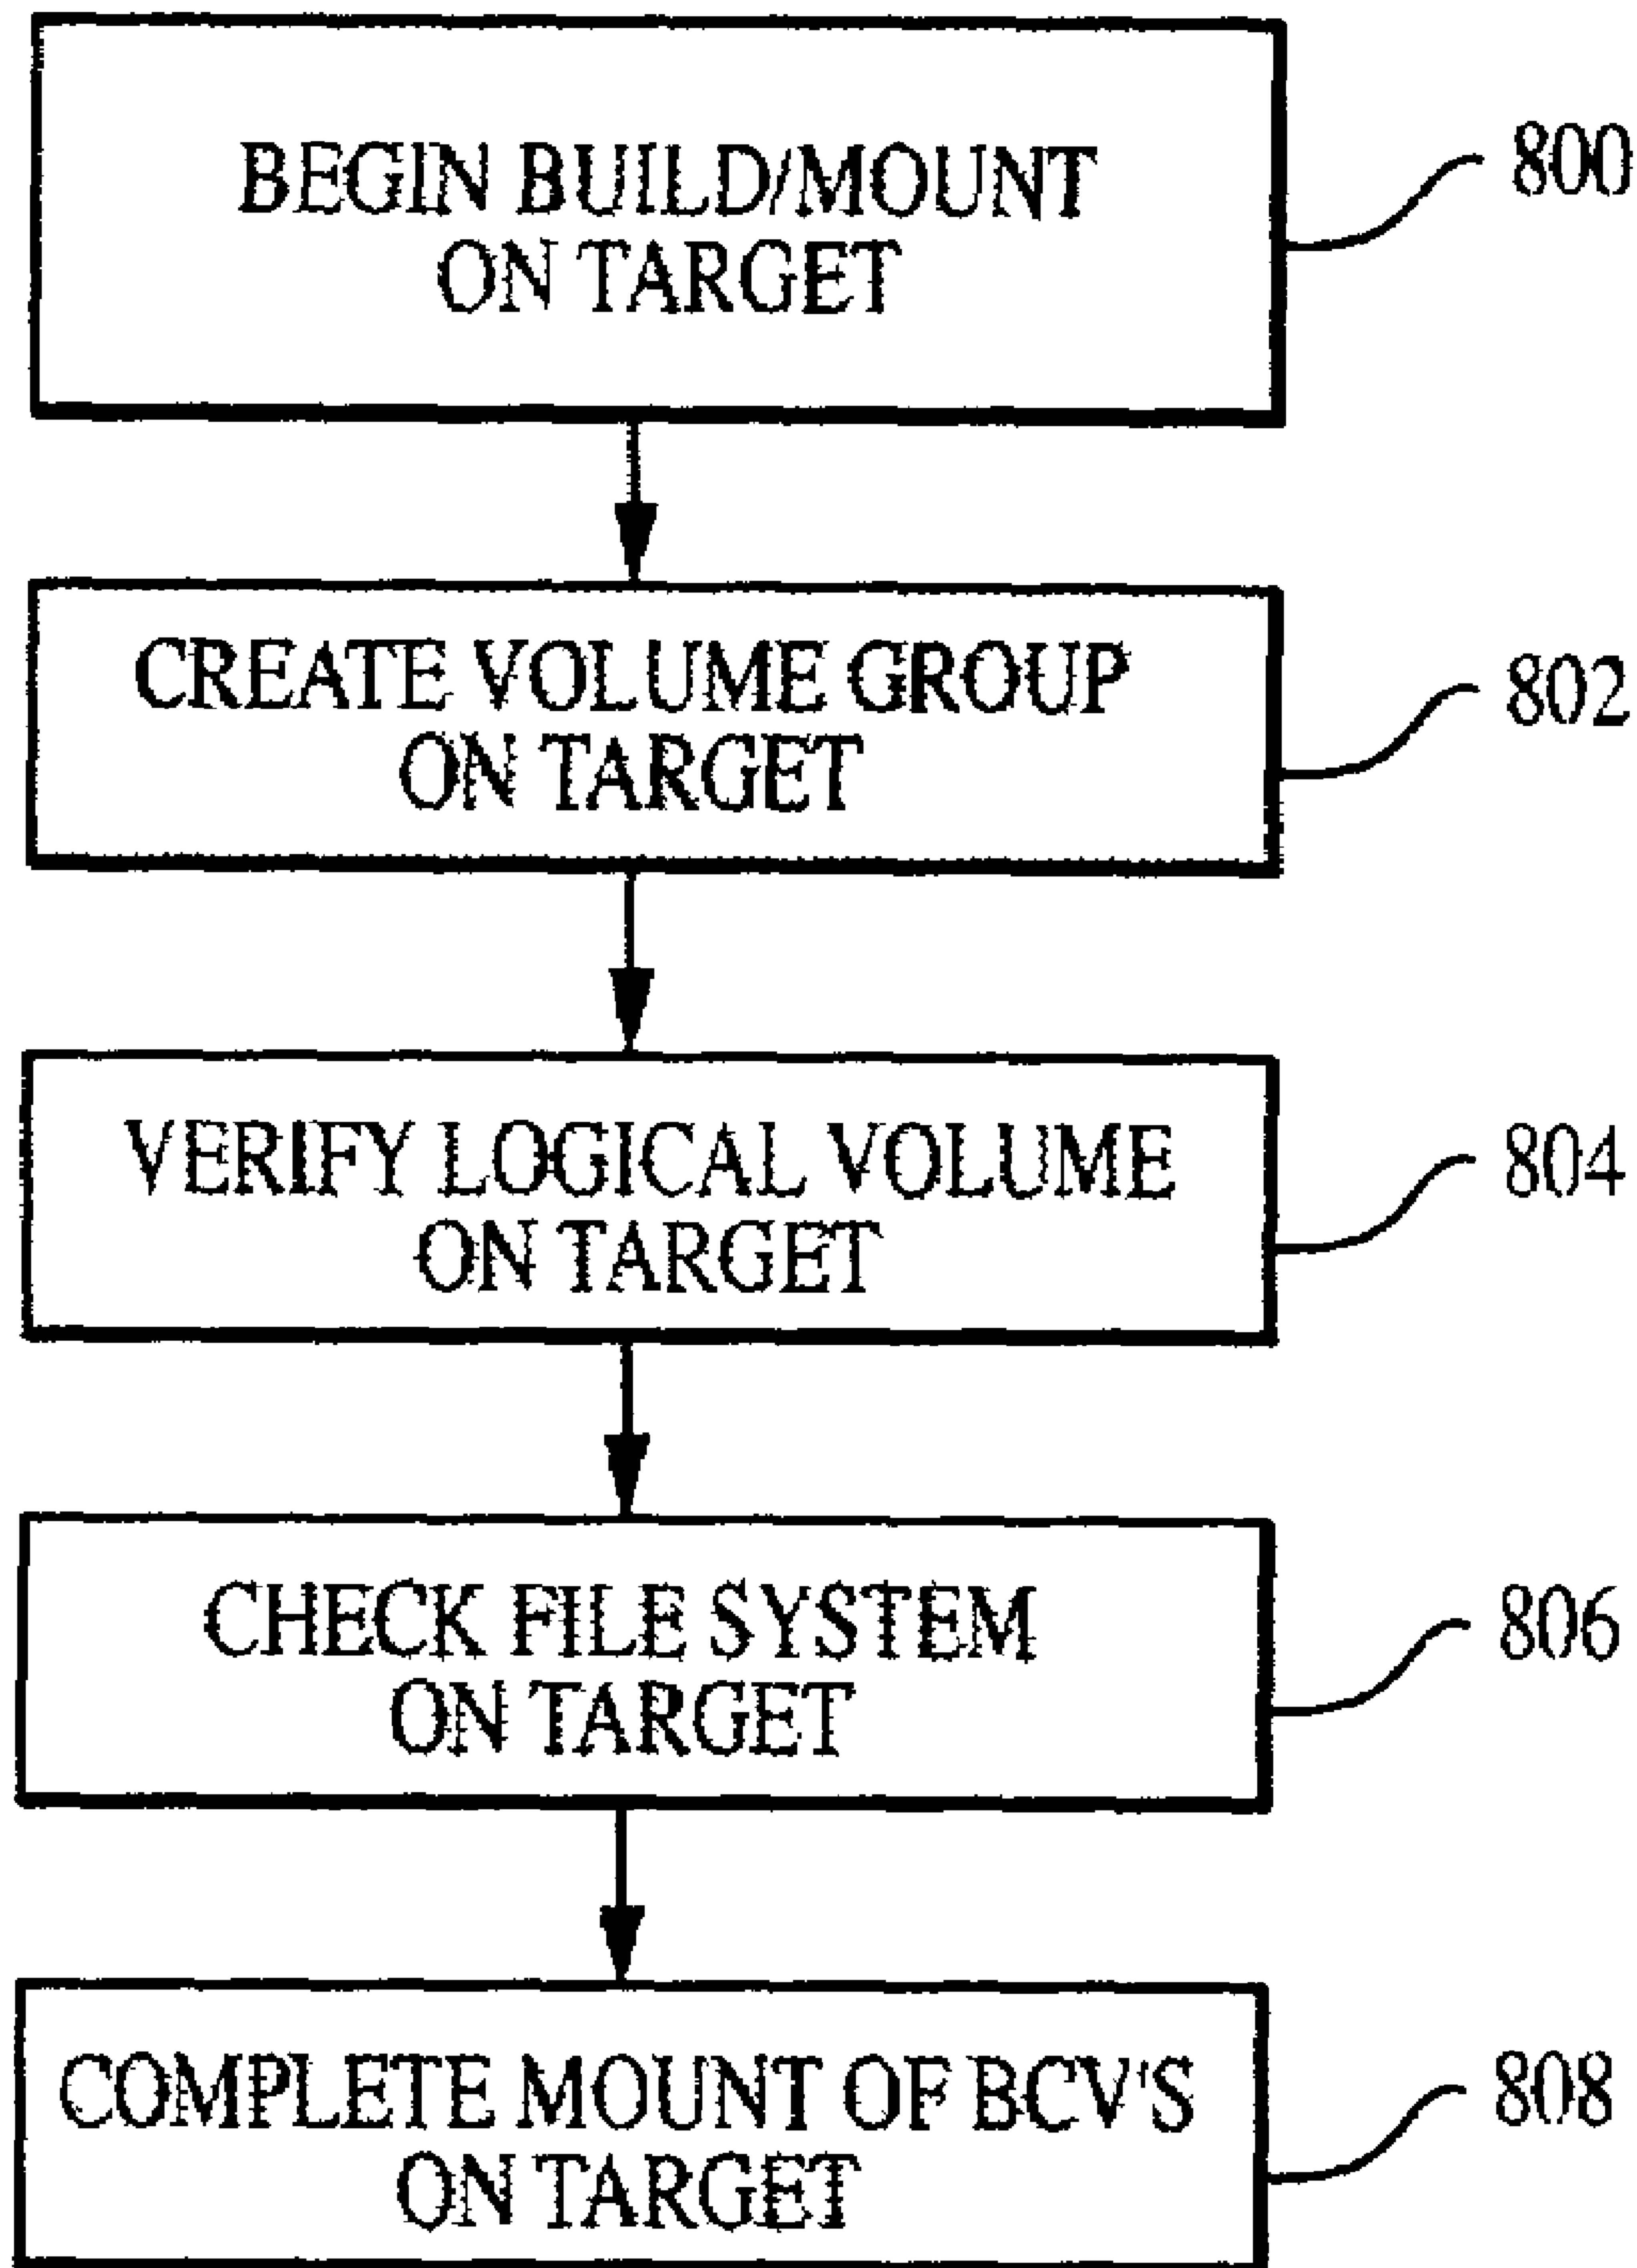 BEGIN BUILD/MOUNT
ON TARGET
800
CREATE VOLUME GROUP
ON TARGET
802
VERIFY LOGICAL VOLUME
ON TARGET
804
CHECK FILE SYSTEM
ON TARGET
806
COMPLETE MOUNT OF BCV'S
ON TARGET
808